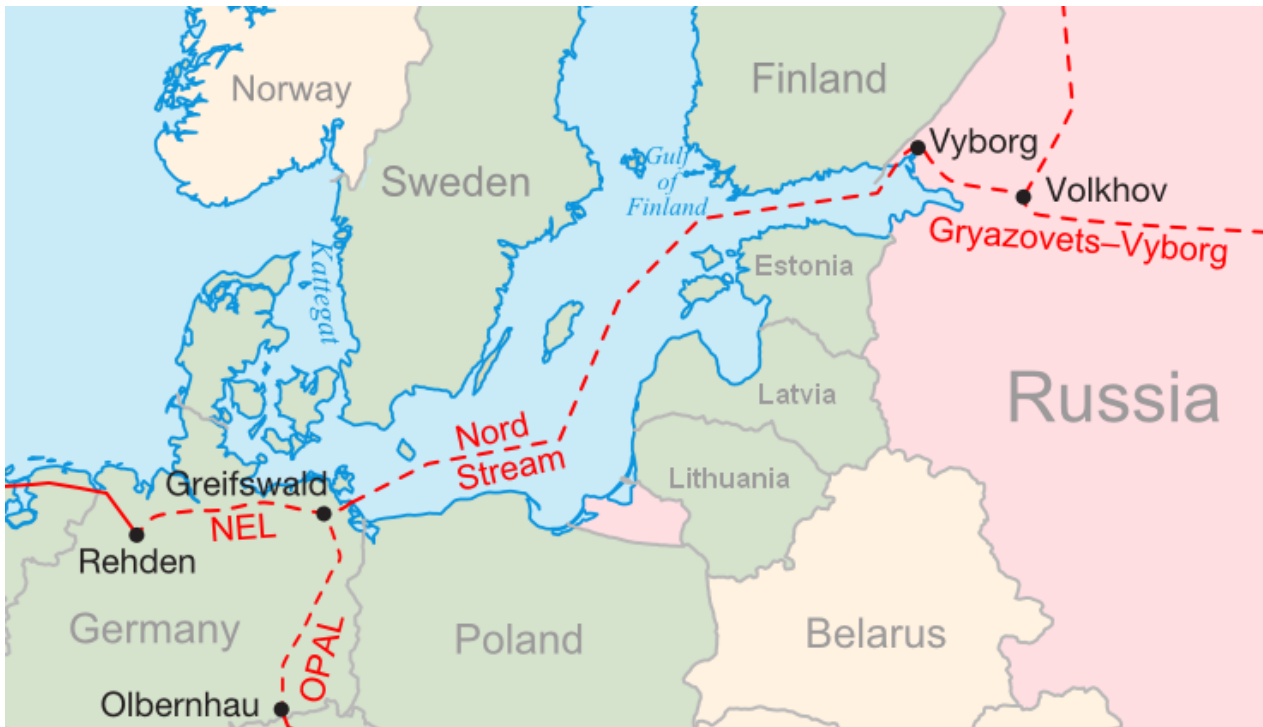 Norway
Finland
Sweden
Gulf
of
Finland
Vyborg
Volkhov
Gryazovets–Vyborg
Kattegat
Estonia
Russia
Latvia
Nord
Stream
Lithuania
Greifswald
NEL
Rehden
Germany
Poland
Belarus
OPAL
Olbernhau